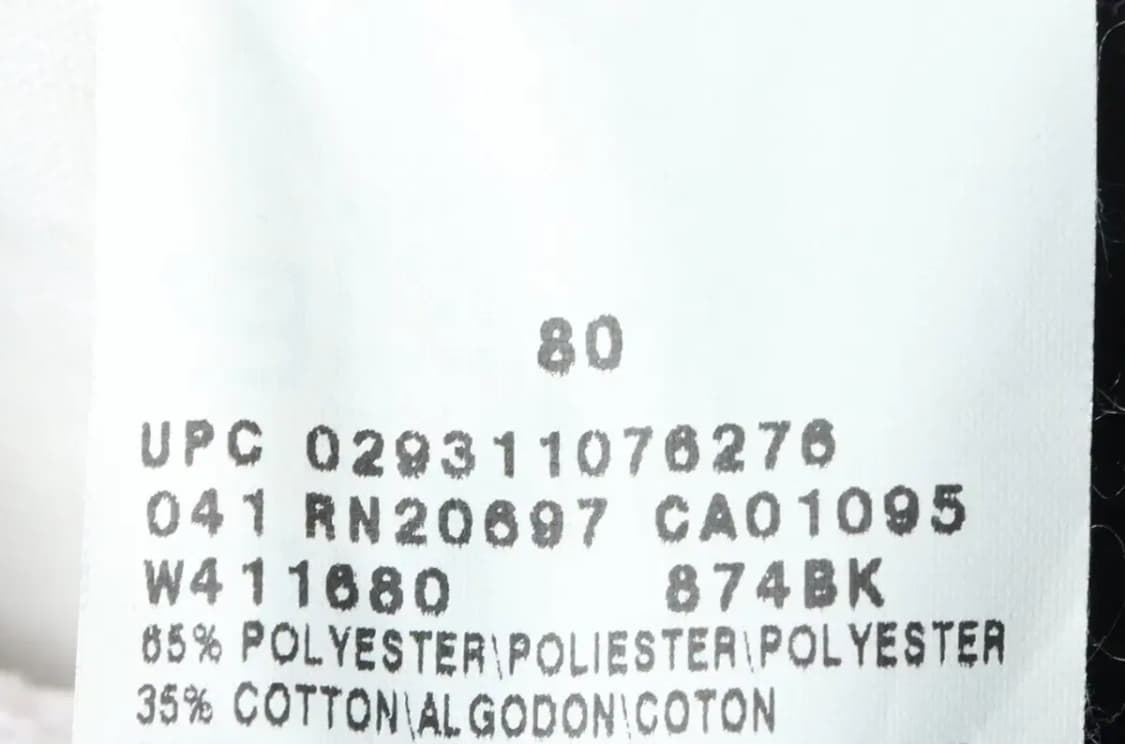 80
UPC 029311076276
041 RN20697 CA01095
W411680 874BK
65% POLYESTER\POLIESTER\POLYESTER
35% COTTON\ALGODON\COTON